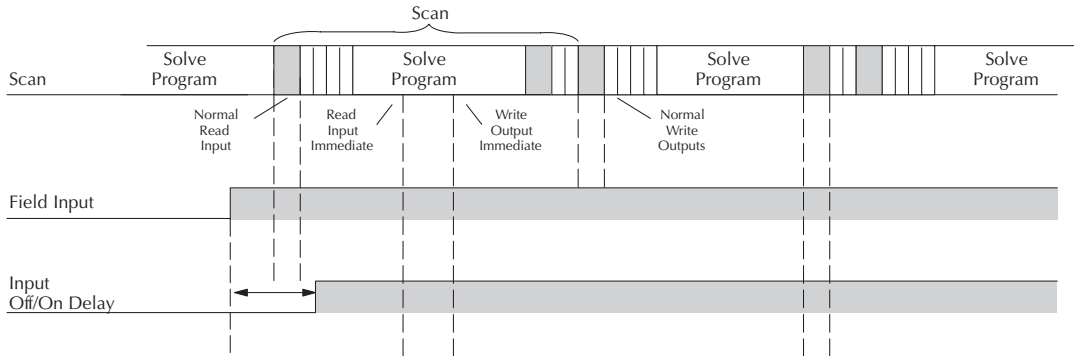 Scan
Solve
Program
Solve
Program
Solve
Program
Solve
Program
Scan
Normal
Read
Input
Read
Input
Immediate
Write
Output
Immediate
Normal
Write
Outputs
Field Input
Input
Off/On Delay